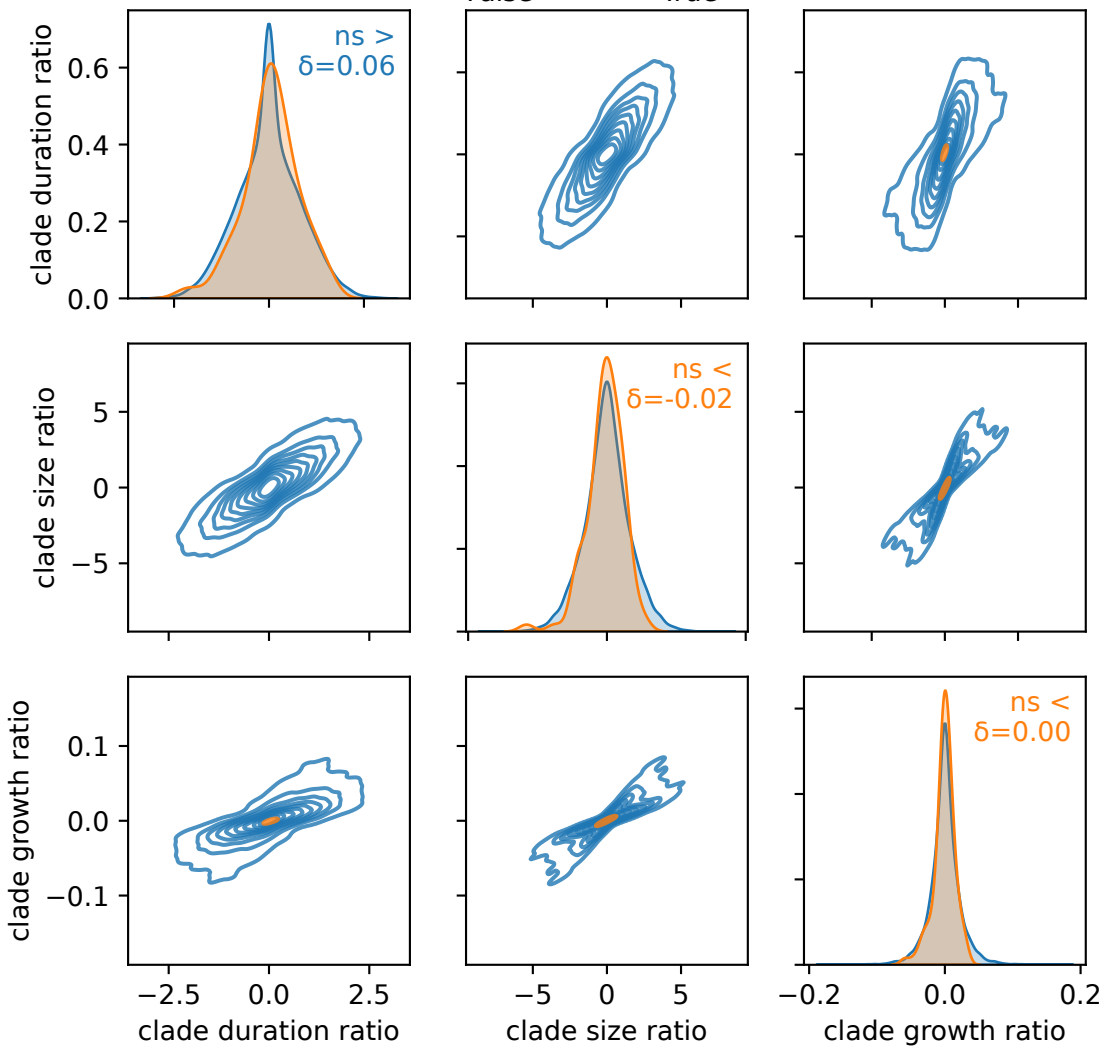 clade duration ratio
0.6
0.4
0.2
0.0
ns >
δ=0.06
clade size ratio
5
0
−5
ns <
δ=-0.02
clade growth ratio
0.1
0.0
−0.1
ns <
δ=0.00
−2.5 0.0 2.5
−5 0 5
−0.2 0.0 0.2
clade duration ratio
clade size ratio
clade growth ratio